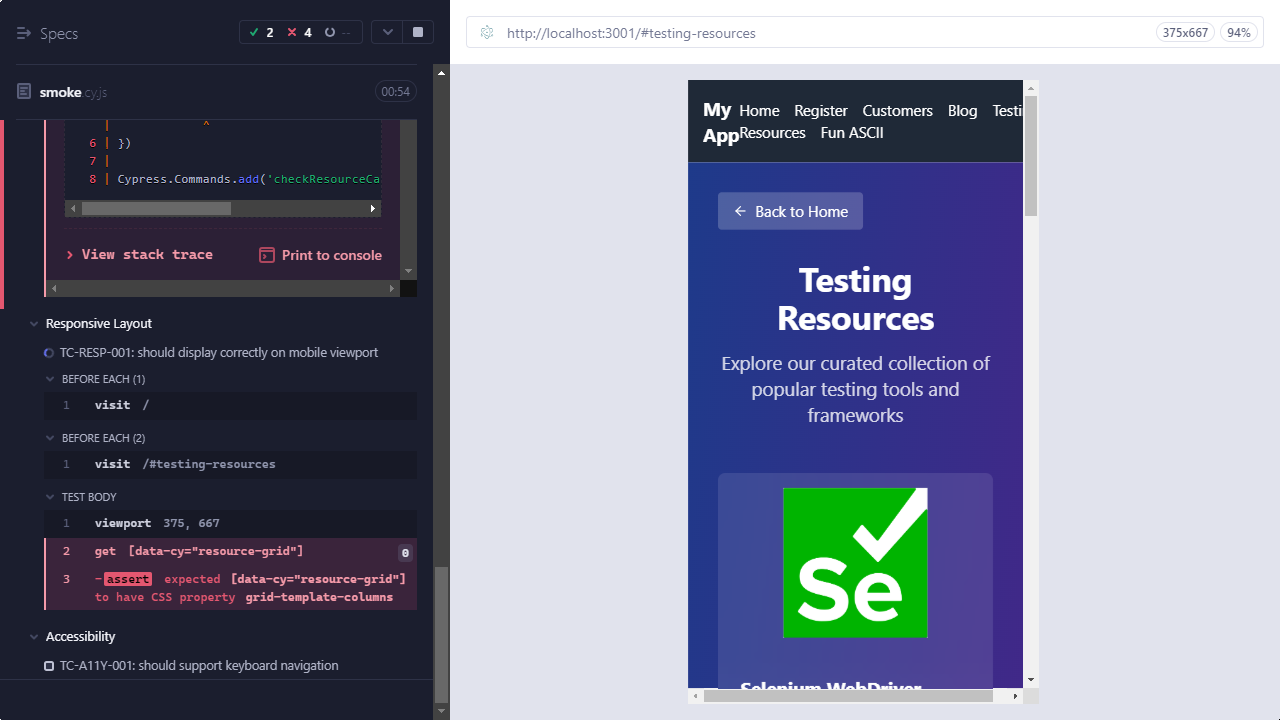 Specs
2
4
--
smoke.cy.js
00:54
| ^
6 | })
7 |
8 | Cypress.Commands.add('checkResourceCa
View stack trace
Print to console
Responsive Layout
TC-RESP-001: should display correctly on mobile viewport
BEFORE EACH (1)
1 visit /
BEFORE EACH (2)
1 visit /#testing-resources
TEST BODY
1 viewport 375, 667
2 get [data-cy="resource-grid"] 0
3 -assert expected [data-cy="resource-grid"]
to have CSS property grid-template-columns
Accessibility
TC-A11Y-001: should support keyboard navigation
http://localhost:3001/#testing-resources
375x667
94%
My
App
Home Register Customers Blog Testin
Resources Fun ASCII
← Back to Home
Testing
Resources
Explore our curated collection of
popular testing tools and
frameworks
Se
Selenium WebDriver